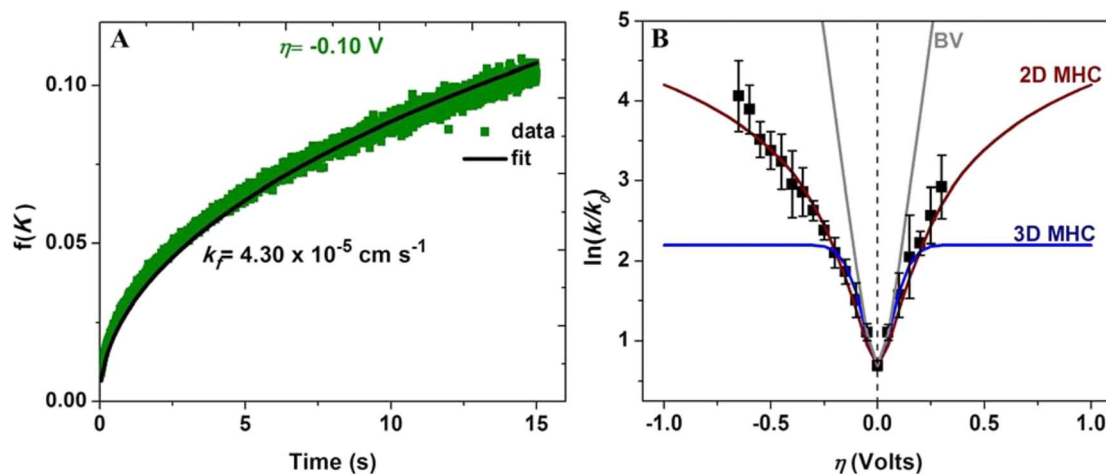 A
η= -0.10 V
data
fit
k_f= 4.30 x 10⁻⁵ cm s⁻¹
f(K)
0.10
0.05
0.00
0
5
10
15
Time (s)
B
BV
2D MHC
3D MHC
ln(k/k₀)
5
4
3
2
1
-1.0
-0.5
0.0
0.5
1.0
η (Volts)